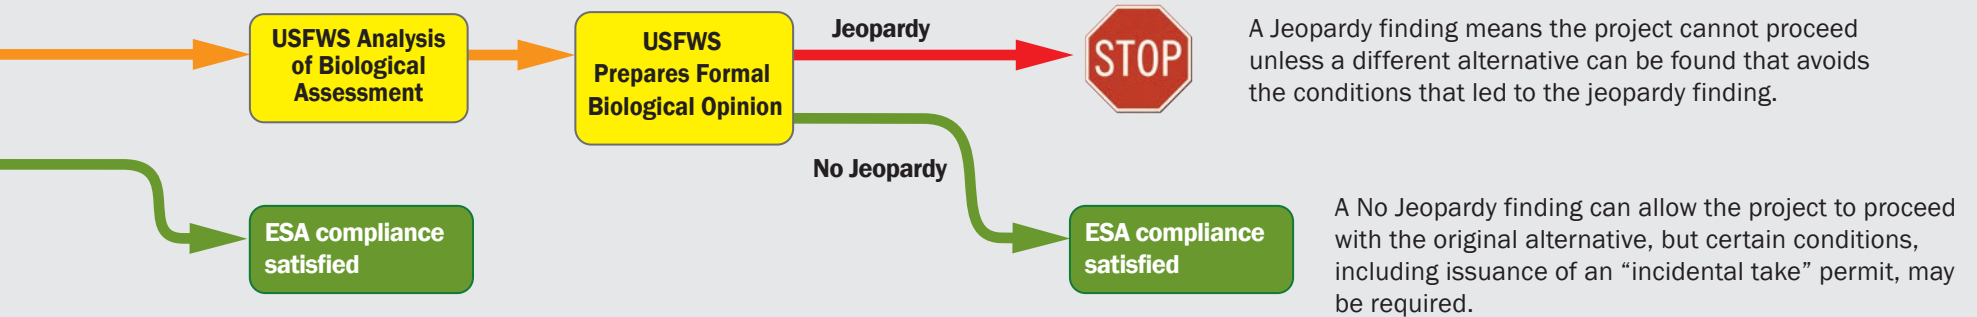 USFWS Analysis
of Biological
Assessment
USFWS
Prepares Formal
Biological Opinion
Jeopardy
STOP
A Jeopardy finding means the project cannot proceed
unless a different alternative can be found that avoids
the conditions that led to the jeopardy finding.
No Jeopardy
ESA compliance
satisfied
ESA compliance
satisfied
A No Jeopardy finding can allow the project to proceed
with the original alternative, but certain conditions,
including issuance of an “incidental take” permit, may
be required.